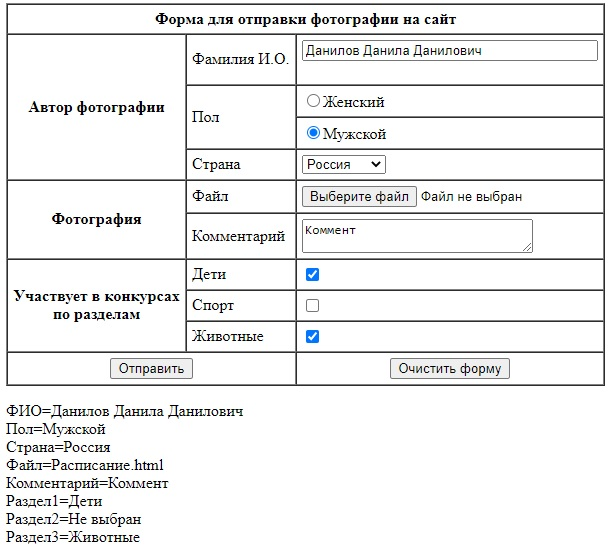 Форма для отправки фотографии на сайт
Автор фотографии
Фамилия И.О.
Данилов Данила Данилович
Пол
Женский
Мужской
Страна
Россия
Фотография
Файл
Выберите файл Файл не выбран
Комментарий
Коммент
Участвует в конкурсах
по разделам
Дети
Спорт
Животные
Отправить
Очистить форму
ФИО=Данилов Данила Данилович
Пол=Мужской
Страна=Россия
Файл=Расписание.html
Комментарий=Коммент
Раздел1=Дети
Раздел2=Не выбран
Раздел3=Животные